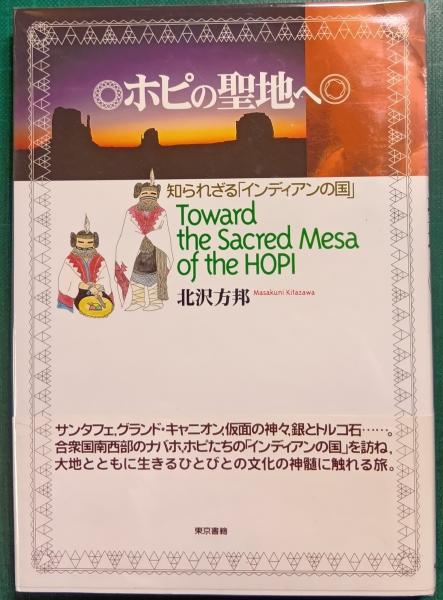 ホピの聖地へ
知られざる「インディアンの国」
Toward
the Sacred Mesa
of the HOPI
北沢方邦 Masakuni Kitazawa
サンタフェ,グランド・キャニオン,仮面の神々,銀とトルコ石……。
合衆国南西部のナバホ,ホピたちの「インディアンの国」を訪ね,
大地とともに生きるひとびとの文化の神髄に触れる旅。
東京書籍